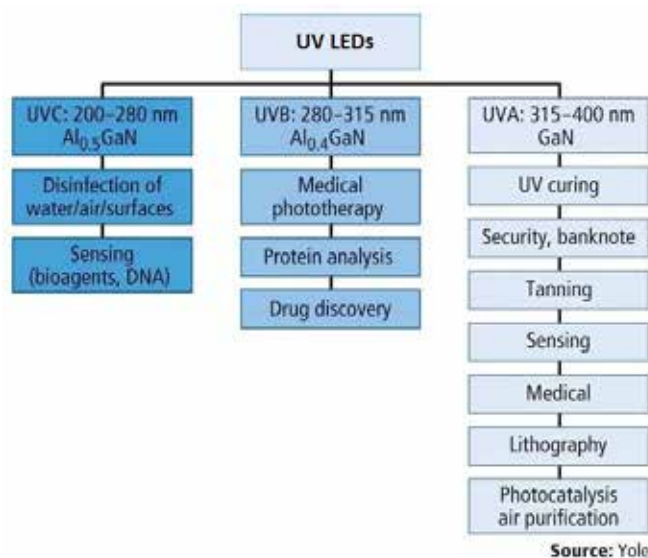 UV LEDs
UVC: 200–280 nm
Al0.5GaN
Disinfection of
water/air/surfaces
Sensing
(bioagents, DNA)
UVB: 280–315 nm
Al0.4GaN
Medical
phototherapy
Protein analysis
Drug discovery
UVA: 315–400 nm
GaN
UV curing
Security, banknote
Tanning
Sensing
Medical
Lithography
Photocatalysis
air purification
Source: Yole